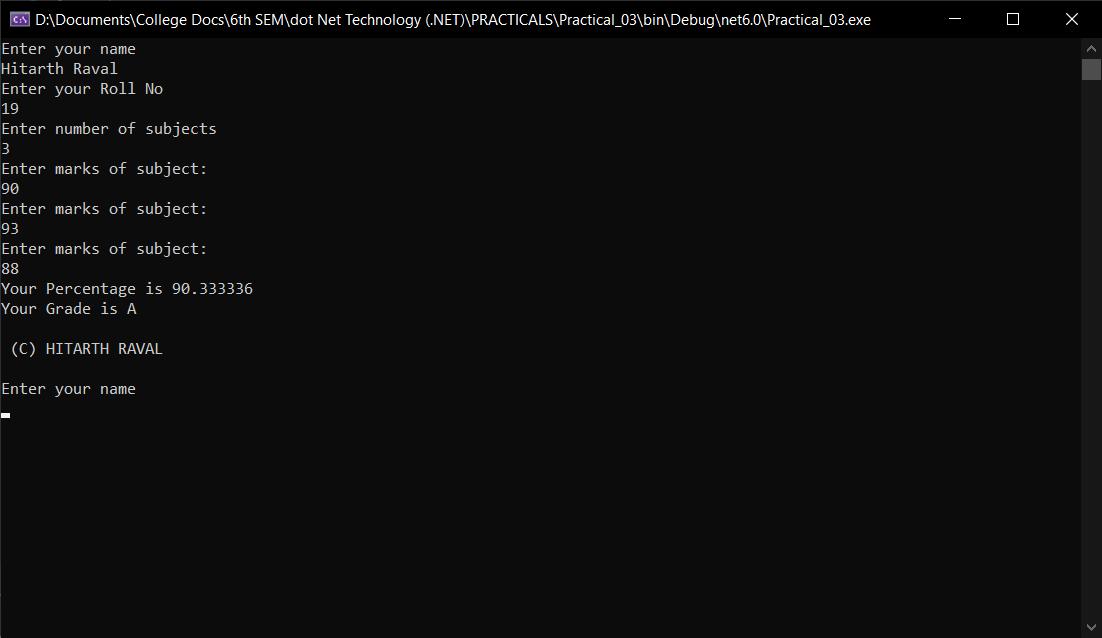 D:\Documents\College Docs\6th SEM\dot Net Technology (.NET)\PRACTICALS\Practical_03\bin\Debug\net6.0\Practical_03.exe
Enter your name
Hitarth Raval
Enter your Roll No
19
Enter number of subjects
3
Enter marks of subject:
90
Enter marks of subject:
93
Enter marks of subject:
88
Your Percentage is 90.333336
Your Grade is A
(C) HITARTH RAVAL
Enter your name